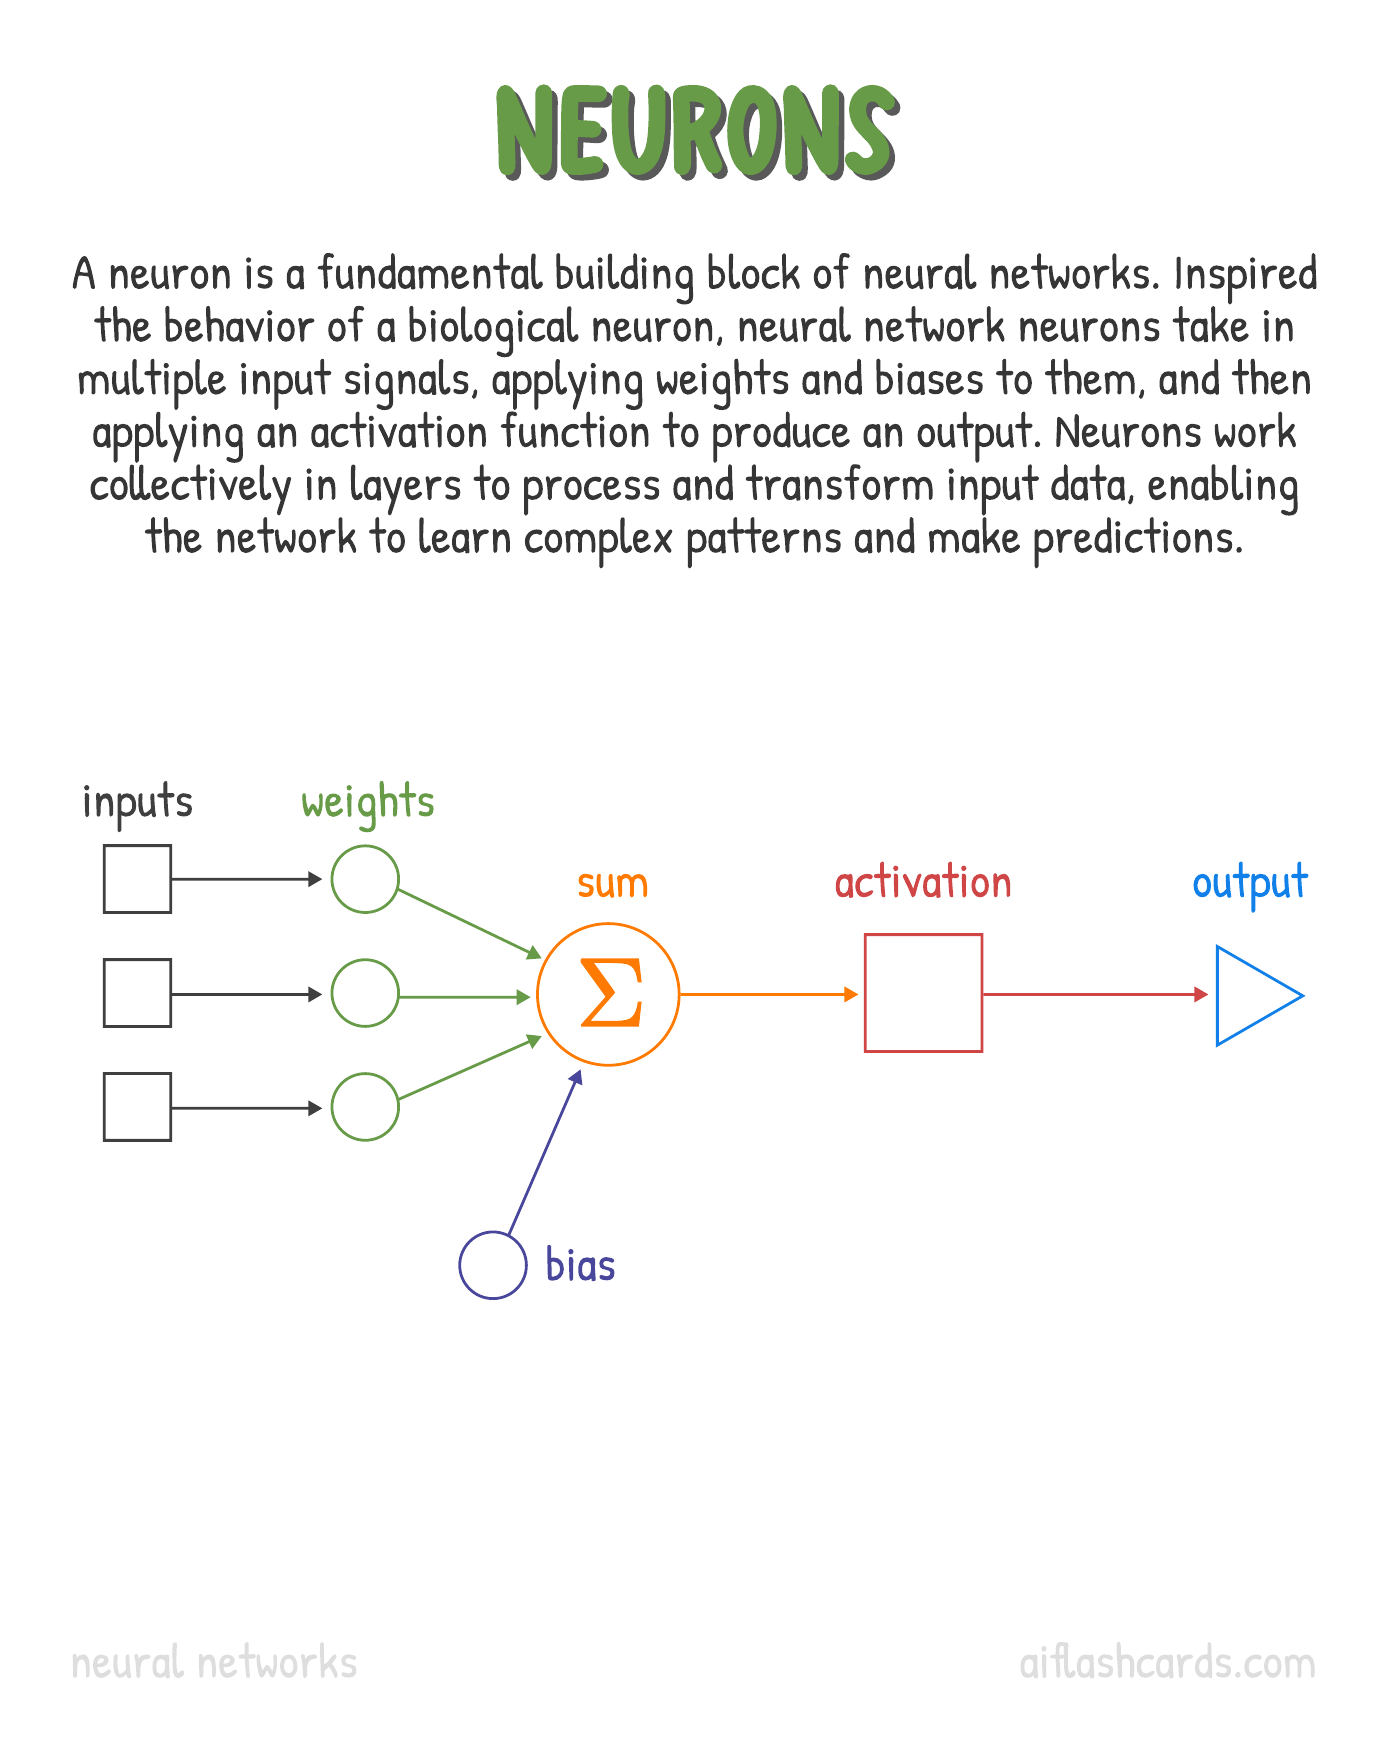 NEURONS
A neuron is a fundamental building block of neural networks. Inspired
the behavior of a biological neuron, neural network neurons take in
multiple input signals, applying weights and biases to them, and then
applying an activation function to produce an output. Neurons work
collectively in layers to process and transform input data, enabling
the network to learn complex patterns and make predictions.
inputs
weights
sum
activation
output
Σ
bias
neural networks
aiflashcards.com